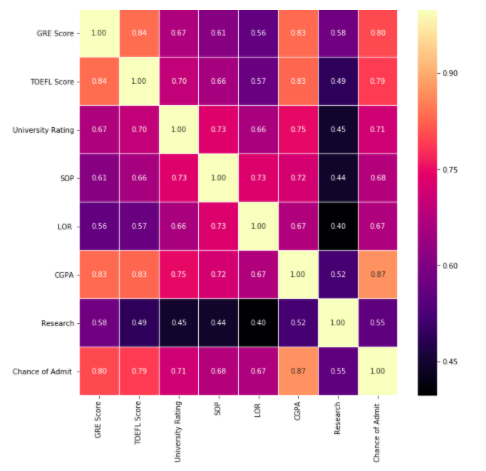 GRE Score 1.00 0.84 0.67 0.61 0.56 0.83 0.58 0.80
TOEFL Score 0.84 1.00 0.70 0.66 0.57 0.83 0.49 0.79
University Rating 0.67 0.70 1.00 0.73 0.66 0.75 0.45 0.71
SOP 0.61 0.66 0.73 1.00 0.73 0.72 0.44 0.68
LOR 0.56 0.57 0.66 0.73 1.00 0.67 0.40 0.67
CGPA 0.83 0.83 0.75 0.72 0.67 1.00 0.52 0.87
Research 0.58 0.49 0.45 0.44 0.40 0.52 1.00 0.55
Chance of Admit 0.80 0.79 0.71 0.68 0.67 0.87 0.55 1.00
GRE Score
TOEFL Score
University Rating
SOP
LOR
CGPA
Research
Chance of Admit
0.90
0.75
0.60
0.45